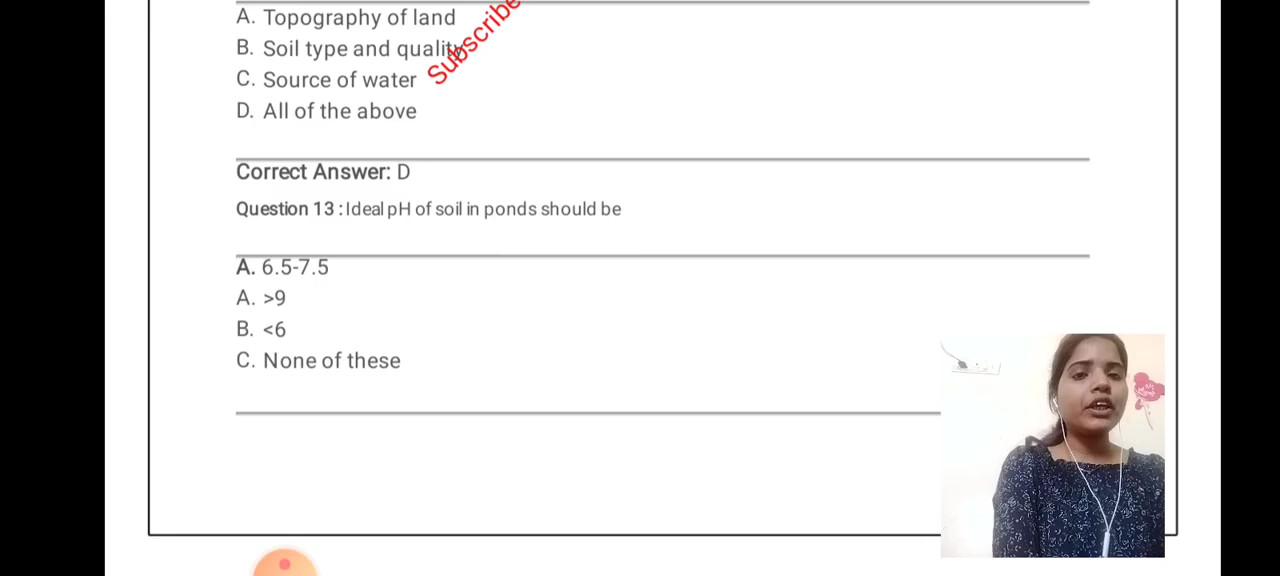 A. Topography of land
B. Soil type and quality
C. Source of water
D. All of the above
Subscribe
Correct Answer: D
Question 13 : Ideal pH of soil in ponds should be
A. 6.5-7.5
A. >9
B. <6
C. None of these